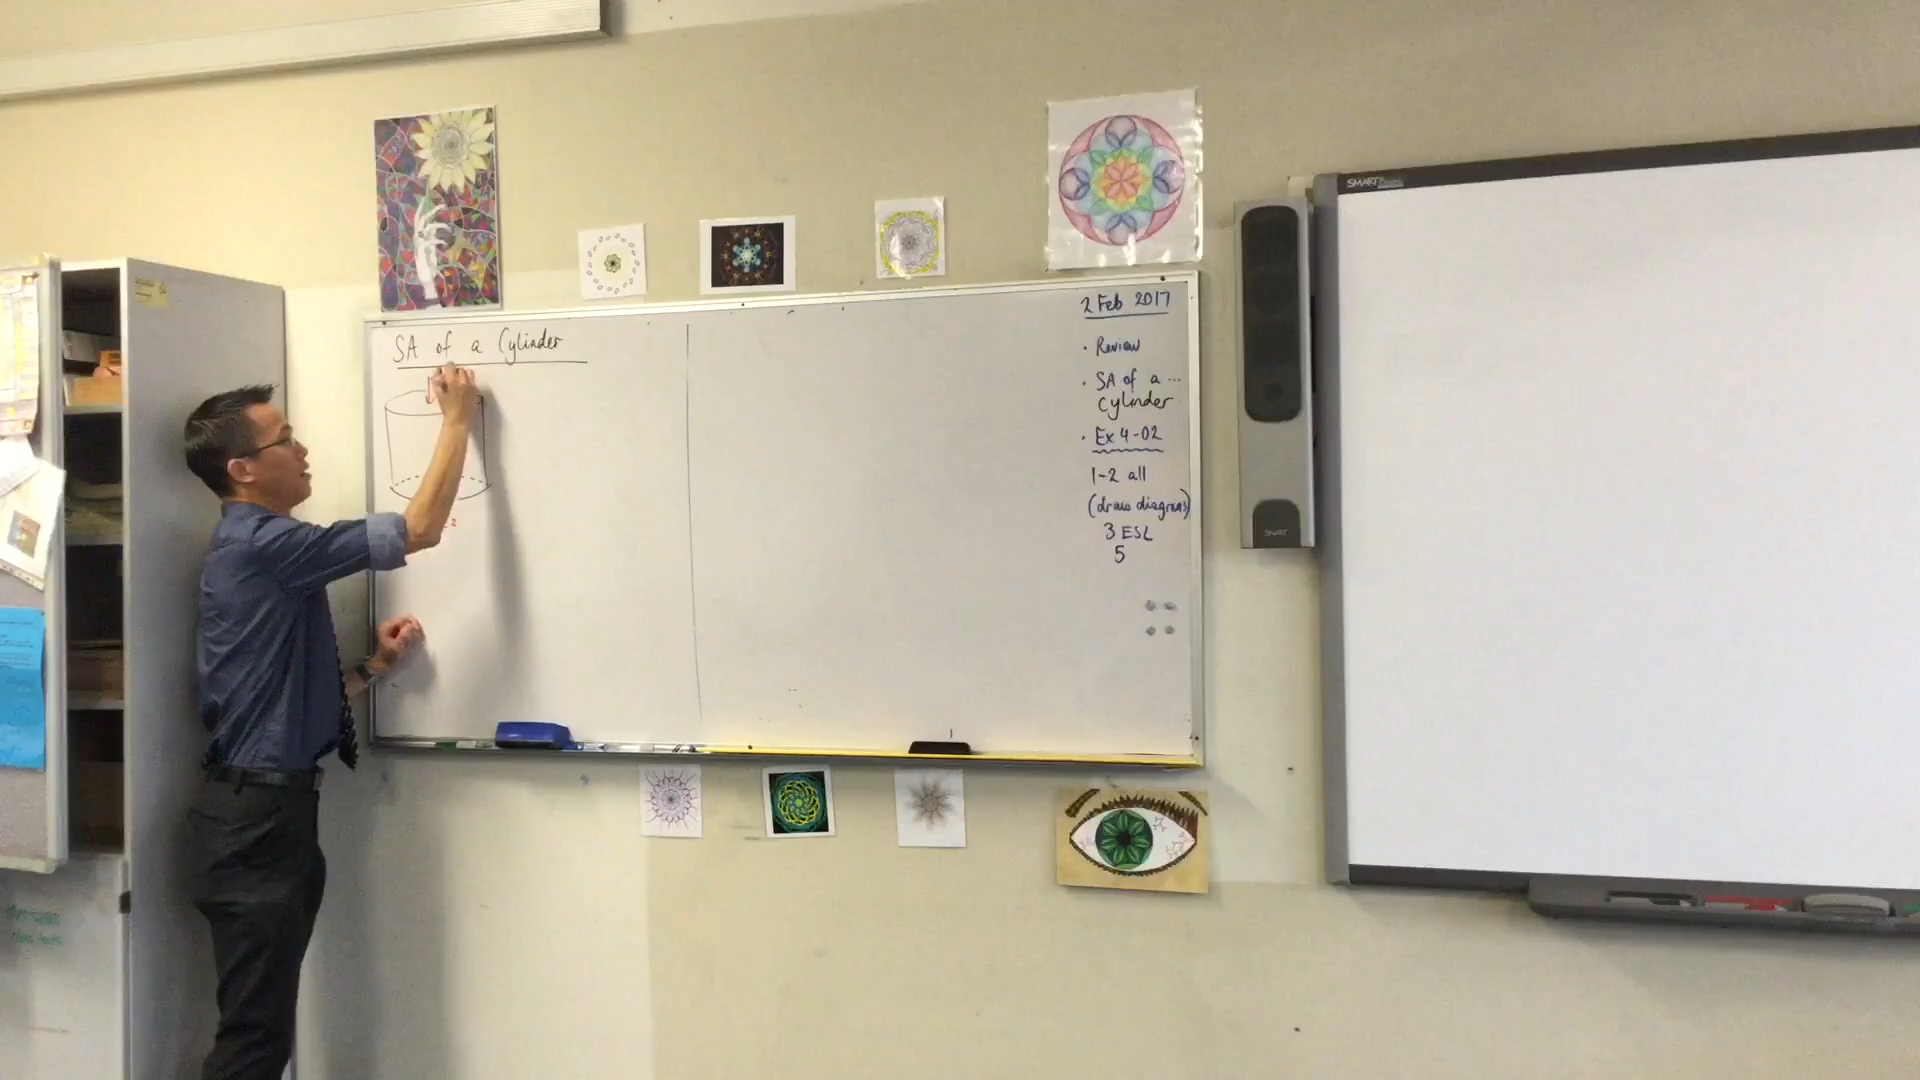 SA of a Cylinder
2
2 Feb 2017
• Review
• SA of a ...
Cylinder
• Ex 4-02
1-2 all
(draw diagrams)
3 ESL
5
SMART
SMART